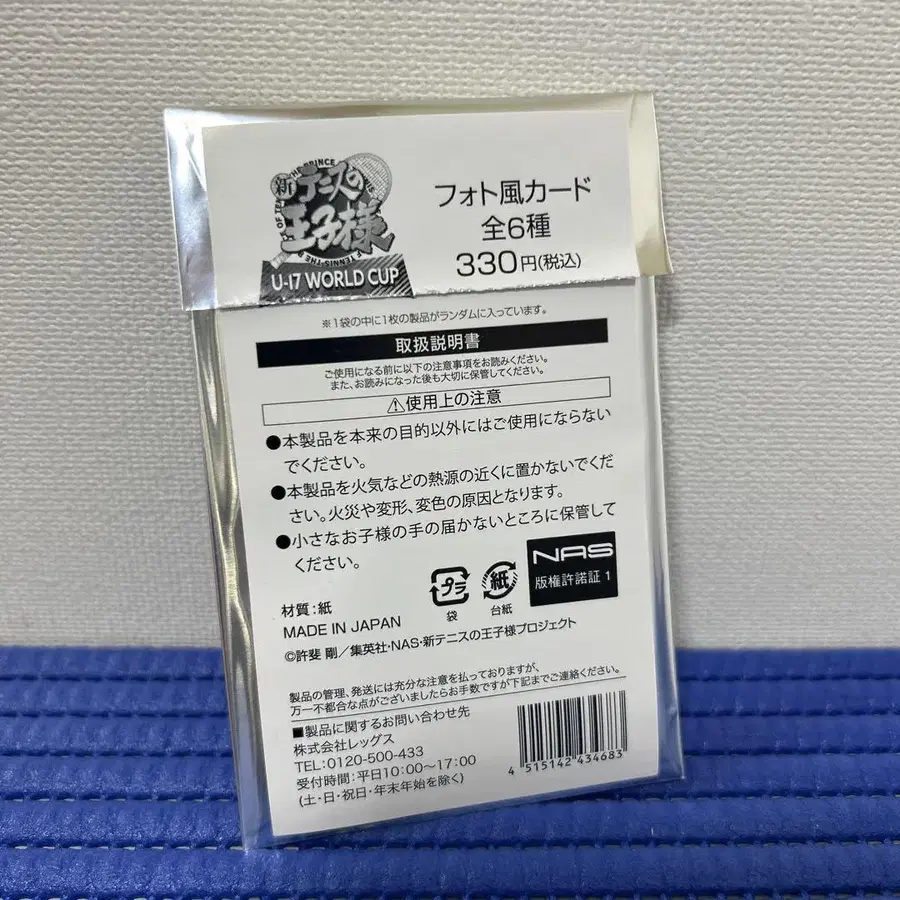 新テニスの
王子様
U-17 WORLD CUP
フォト風カード
全6種
330円(税込)
※1袋の中に1枚の製品がランダムに入っています。
取扱説明書
ご使用になる前に以下の注意事項をお読みください。
また、お読みになった後も大切に保管してください。
⚠使用上の注意
●本製品を本来の目的以外にはご使用にならない
でください。
●本製品を火気などの熱源の近くに置かないでくだ
さい。火災や変形、変色の原因となります。
●小さなお子様の手の届かないところに保管して
ください。
プラ
袋
紙
台紙
NAS
版権許諾証 1
材質:紙
MADE IN JAPAN
©許斐 剛/集英社・NAS・新テニスの王子様プロジェクト
製品の管理、発送には充分な注意を払っておりますが、
万一不都合な点がございましたらお手数ですが下記までご連絡ください。
■製品に関するお問い合わせ先
株式会社レッグス
TEL:0120-500-433
受付時間:平日10:00〜17:00
(土・日・祝日・年末年始を除く)
4 515142 434683